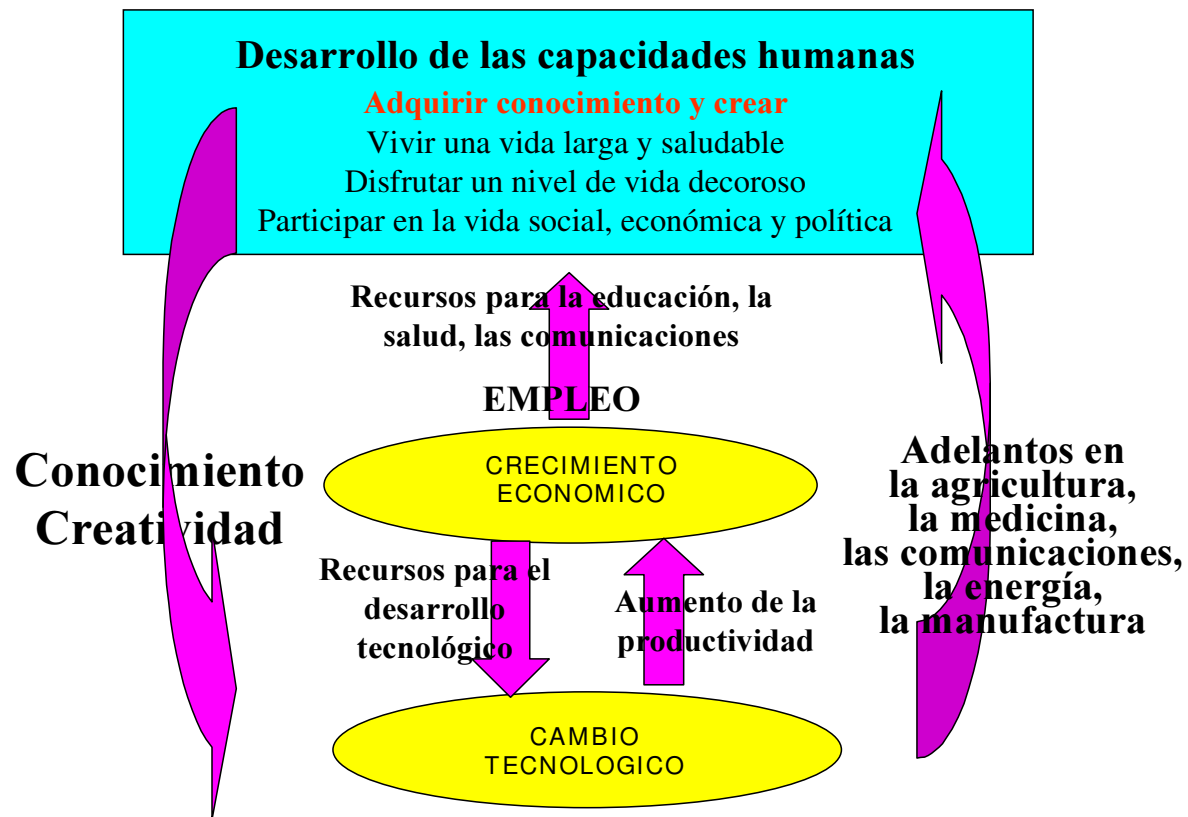 Desarrollo de las capacidades humanas
Adquirir conocimiento y crear
Vivir una vida larga y saludable
Disfrutar un nivel de vida decoroso
Participar en la vida social, económica y política
Recursos para la educación, la
salud, las comunicaciones
EMPLEO
CRECIMIENTO
ECONOMICO
Conocimiento
Creatividad
Adelantos en
la agricultura,
la medicina,
las comunicaciones,
la energía,
la manufactura
Recursos para el
desarrollo
tecnológico
Aumento de la
productividad
CAMBIO
TECNOLOGICO